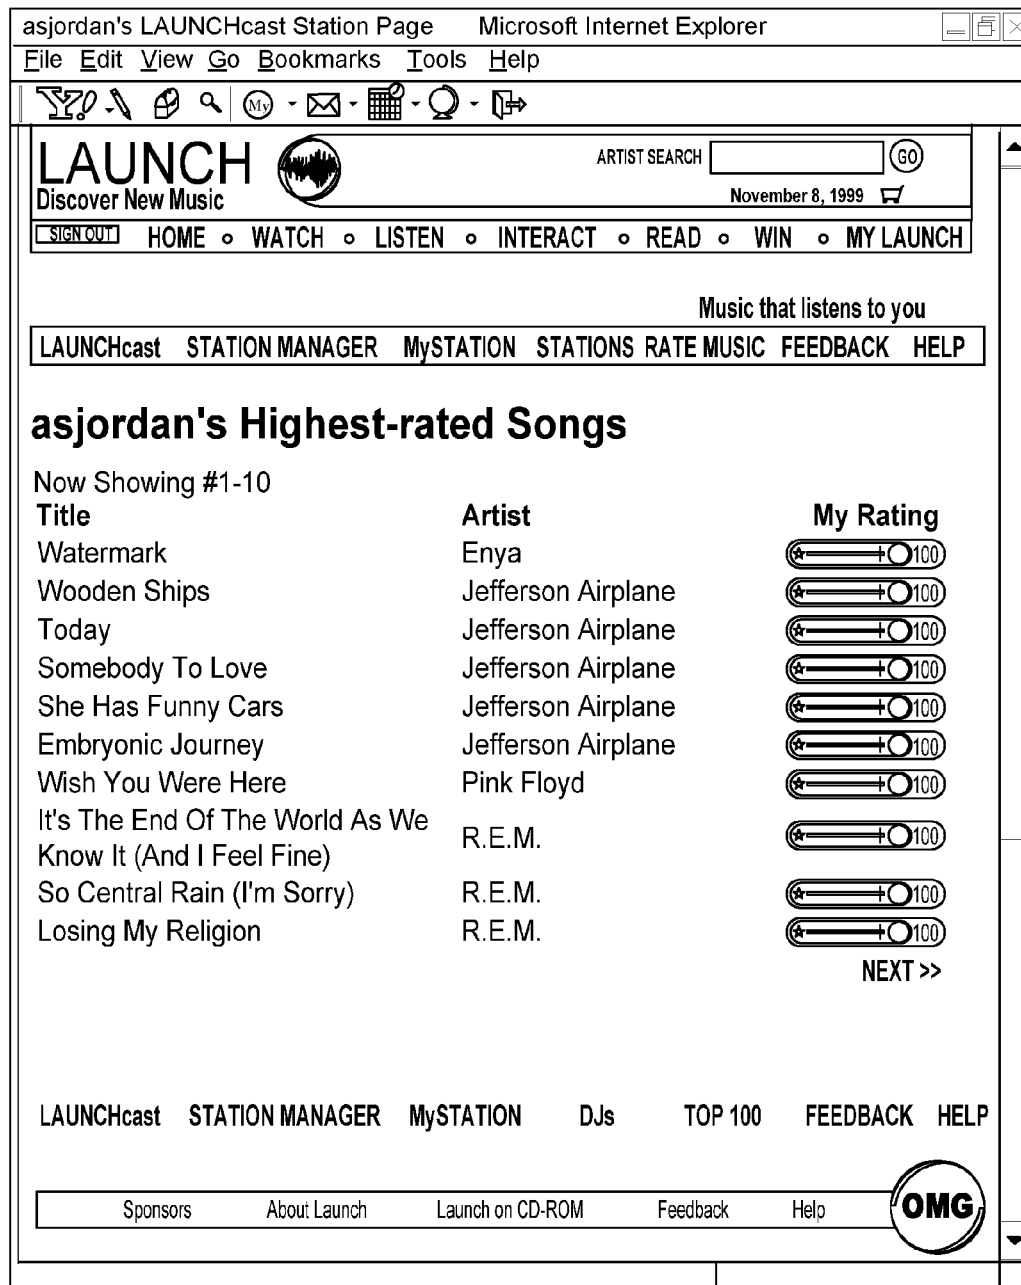 asjordan's LAUNCHcast Station Page Microsoft Internet Explorer
File Edit View Go Bookmarks Tools Help
Y! My
LAUNCH
ARTIST SEARCH GO
Discover New Music
November 8, 1999
SIGN OUT HOME WATCH LISTEN INTERACT READ WIN MY LAUNCH
Music that listens to you
LAUNCHcast STATION MANAGER MySTATION STATIONS RATE MUSIC FEEDBACK HELP
asjordan's Highest-rated Songs
Now Showing #1-10
Title Artist My Rating
Watermark Enya 100
Wooden Ships Jefferson Airplane 100
Today Jefferson Airplane 100
Somebody To Love Jefferson Airplane 100
She Has Funny Cars Jefferson Airplane 100
Embryonic Journey Jefferson Airplane 100
Wish You Were Here Pink Floyd 100
It's The End Of The World As We
Know It (And I Feel Fine) R.E.M. 100
So Central Rain (I'm Sorry) R.E.M. 100
Losing My Religion R.E.M. 100
NEXT >>
LAUNCHcast STATION MANAGER MySTATION DJs TOP 100 FEEDBACK HELP
Sponsors About Launch Launch on CD-ROM Feedback Help OMG